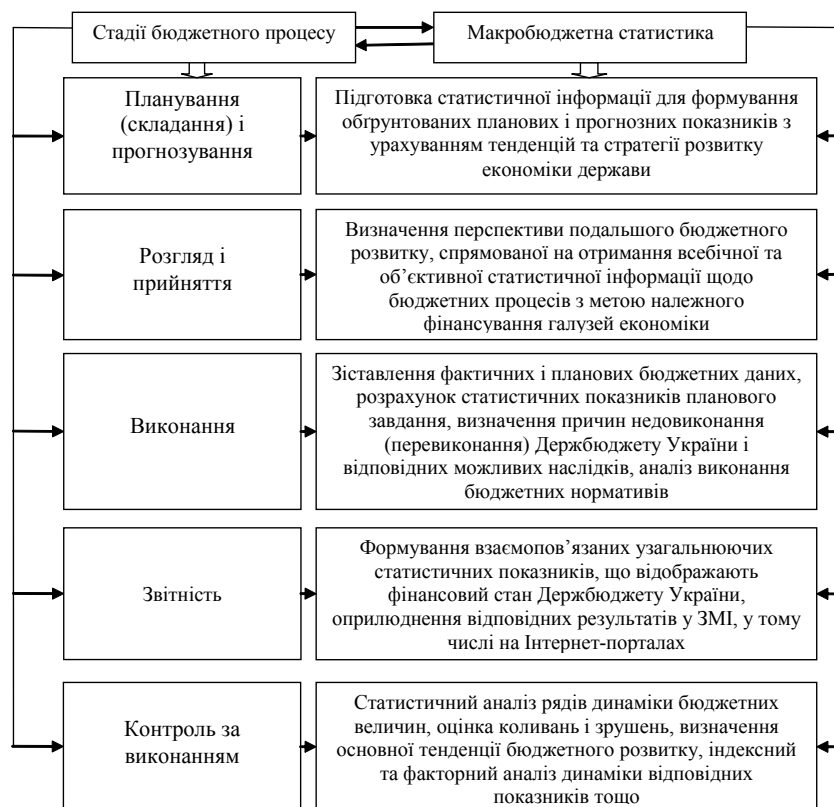 Стадії бюджетного процесу
Макробюджетна статистика
Планування
(складання) і
прогнозування
Підготовка статистичної інформації для формування
обґрунтованих планових і прогнозних показників з
урахуванням тенденцій та стратегії розвитку
економіки держави
Розгляд і
прийняття
Визначення перспективи подальшого бюджетного
розвитку, спрямованої на отримання всебічної та
об’єктивної статистичної інформації щодо
бюджетних процесів з метою належного
фінансування галузей економіки
Виконання
Зіставлення фактичних і планових бюджетних даних,
розрахунок статистичних показників планового
завдання, визначення причин недовиконання
(перевиконання) Держбюджету України і
відповідних можливих наслідків, аналіз виконання
бюджетних нормативів
Звітність
Формування взаємопов’язаних узагальнюючих
статистичних показників, що відображають
фінансовий стан Держбюджету України,
оприлюднення відповідних результатів у ЗМІ, у тому
числі на Інтернет-порталах
Контроль за
виконанням
Статистичний аналіз рядів динаміки бюджетних
величин, оцінка коливань і зрушень, визначення
основної тенденції бюджетного розвитку, індексний
та факторний аналіз динаміки відповідних
показників тощо